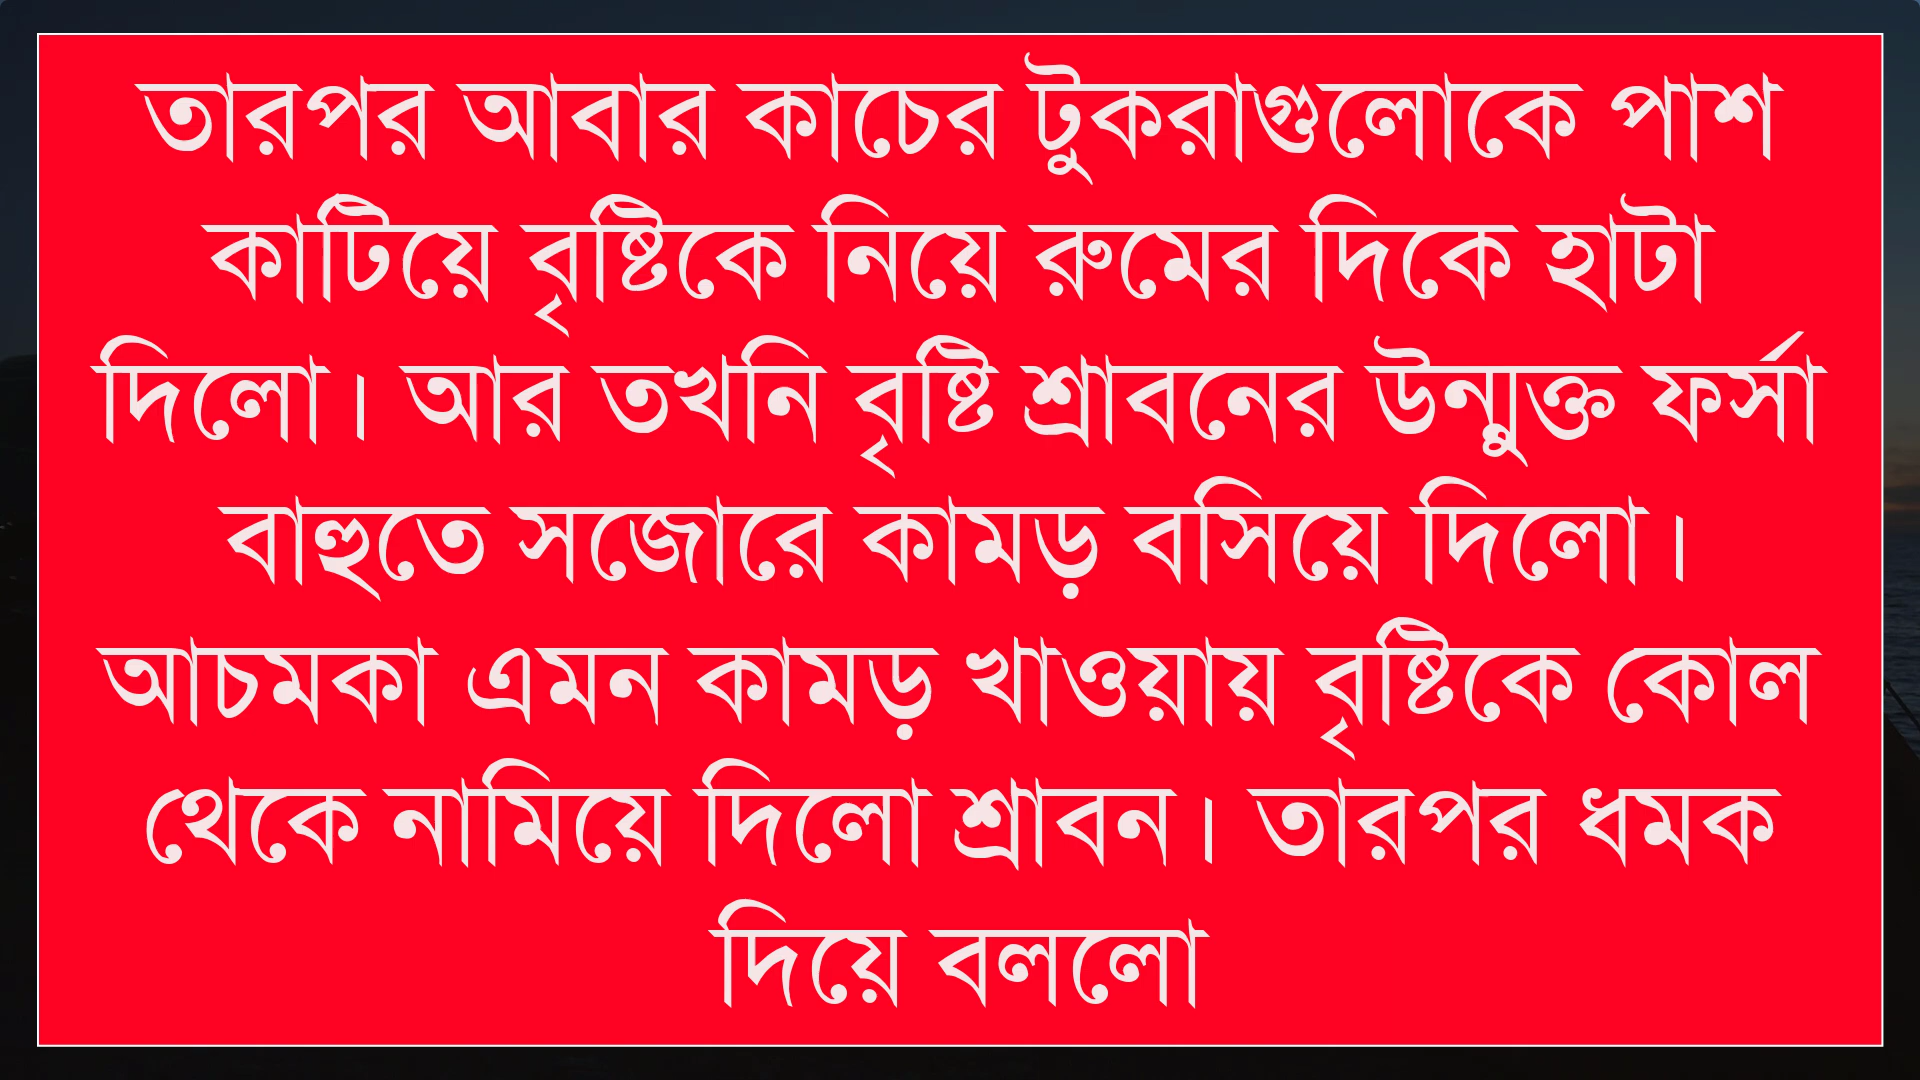 তারপর আবার কাচের টুকরাগুলোকে পাশ
কাটিয়ে বৃষ্টিকে নিয়ে রুমের দিকে হাটা
দিলো। আর তখনি বৃষ্টি শ্রাবনের উন্মুক্ত ফর্সা
বাহুতে সজোরে কামড় বসিয়ে দিলো।
আচমকা এমন কামড় খাওয়ায় বৃষ্টিকে কোল
থেকে নামিয়ে দিলো শ্রাবন। তারপর ধমক
দিয়ে বললো